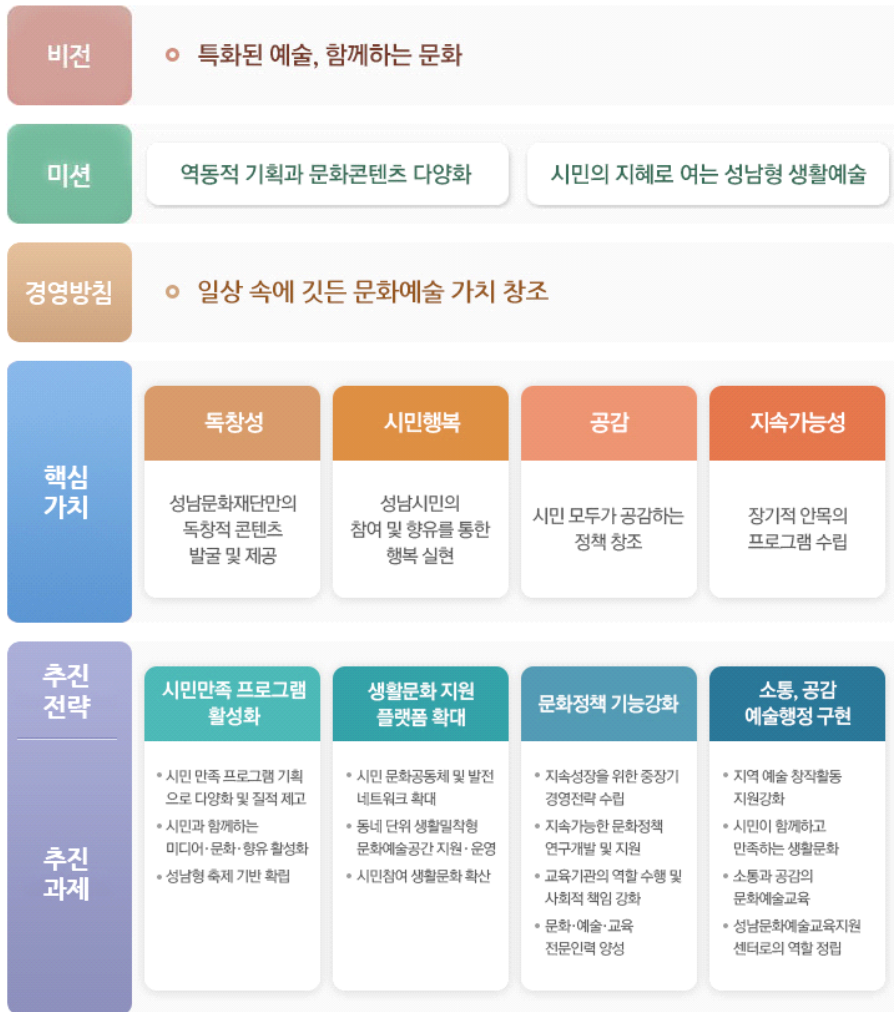 비전
특화된 예술, 함께하는 문화
미션
역동적 기획과 문화콘텐츠 다양화
시민의 지혜로 여는 성남형 생활예술
경영방침
일상 속에 깃든 문화예술 가치 창조
핵심
가치
독창성
성남문화재단만의
독창적 콘텐츠
발굴 및 제공
시민행복
성남시민의
참여 및 향유를 통한
행복 실현
공감
시민 모두가 공감하는
정책 창조
지속가능성
장기적 안목의
프로그램 수립
추진
전략
추진
과제
시민만족 프로그램
활성화
• 시민 만족 프로그램 기획
으로 다양화 및 질적 제고
• 시민과 함께하는
미디어·문화·향유 활성화
• 성남형 축제 기반 확립
생활문화 지원
플랫폼 확대
• 시민 문화공동체 및 발전
네트워크 확대
• 동네 단위 생활밀착형
문화예술공간 지원·운영
• 시민참여 생활문화 확산
문화정책 기능강화
• 지속성장을 위한 중장기
경영전략 수립
• 지속가능한 문화정책
연구개발 및 지원
• 교육기관의 역할 수행 및
사회적 책임 강화
• 문화·예술·교육
전문인력 양성
소통, 공감
예술행정 구현
• 지역 예술 창작활동
지원강화
• 시민이 함께하고
만족하는 생활문화
• 소통과 공감의
문화예술교육
• 성남문화예술교육지원
센터로의 역할 정립